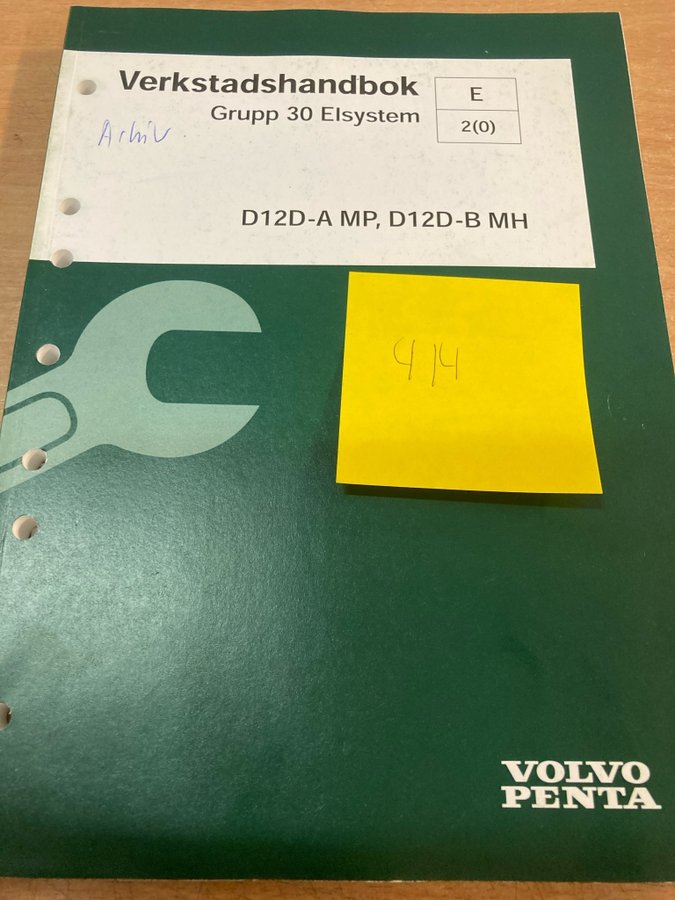 Verkstadshandbok
Grupp 30 Elsystem
E
2(0)
Arkiv
D12D-A MP, D12D-B MH
414
VOLVO
PENTA